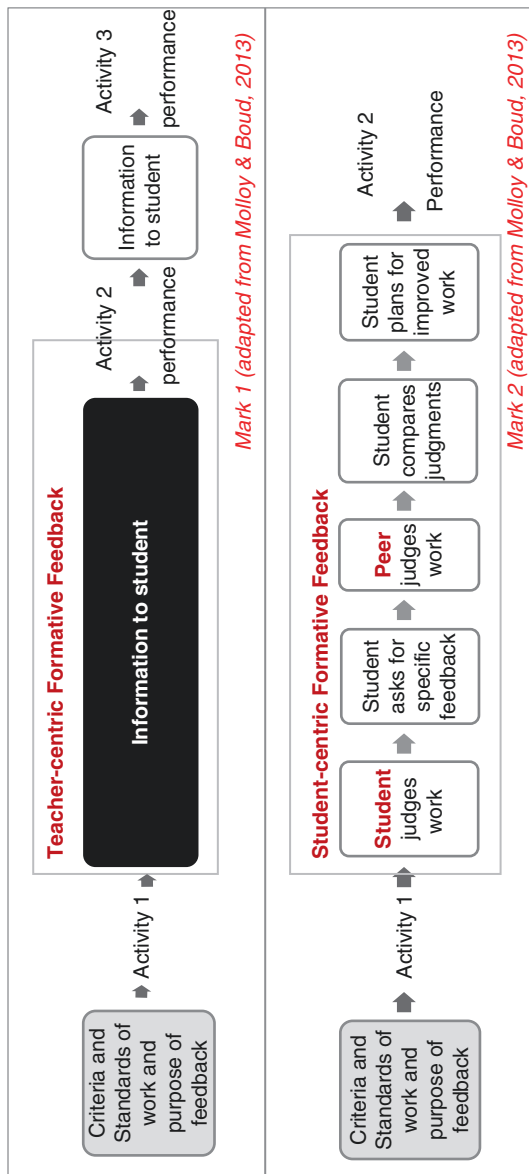 Teacher-centric Formative Feedback
Criteria and
Standards of
work and
purpose of
feedback
Activity 1
Information to student
Activity 2
performance
Information
to student
Activity 3
performance
Mark 1 (adapted from Molloy & Boud, 2013)
Student-centric Formative Feedback
Criteria and
Standards of
work and
purpose of
feedback
Activity 1
Student
judges
work
Student
asks for
specific
feedback
Peer
judges
work
Student
compares
judgments
Student
plans for
improved
work
Activity 2
Performance
Mark 2 (adapted from Molloy & Boud, 2013)